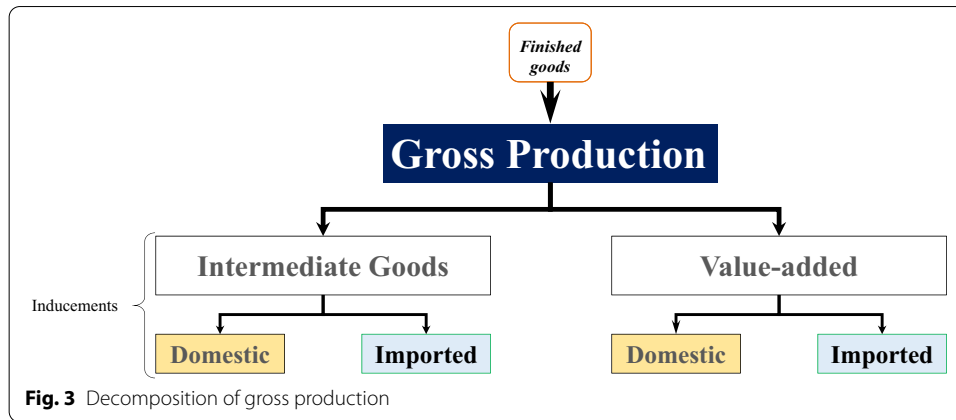 Finished
goods
Gross Production
Intermediate Goods
Value-added
Inducements
Domestic
Imported
Domestic
Imported
Fig. 3 Decomposition of gross production